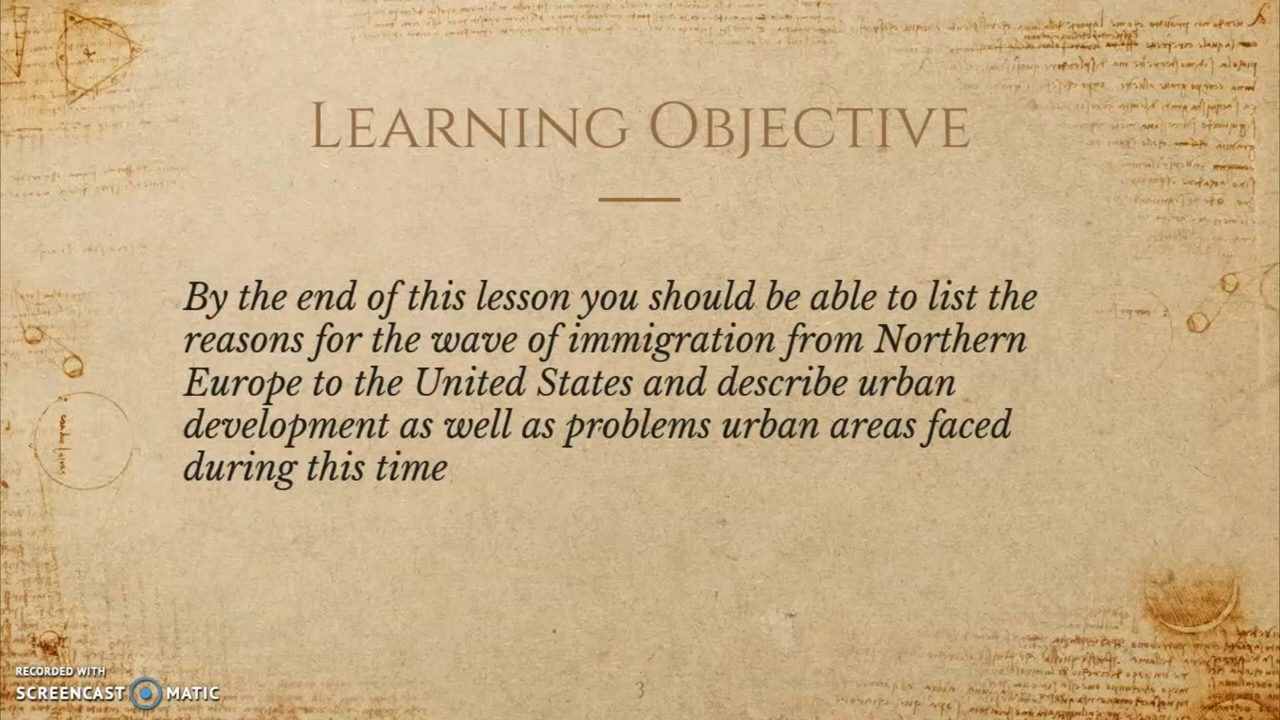 LEARNING OBJECTIVE
By the end of this lesson you should be able to list the
reasons for the wave of immigration from Northern
Europe to the United States and describe urban
development as well as problems urban areas faced
during this time
RECORDED WITH
SCREENCAST MATIC
3